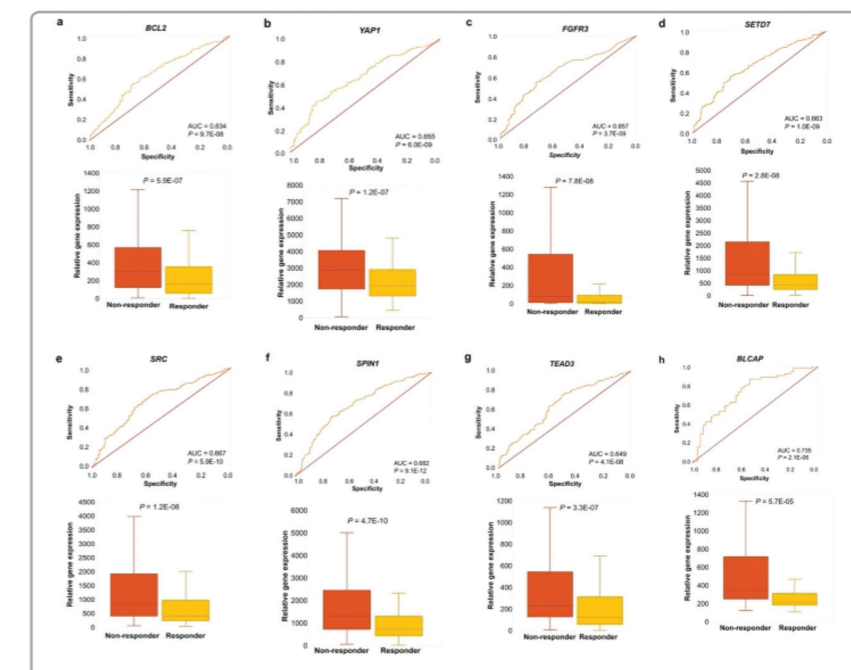 a
BCL2
1.0
0.8
0.6
0.4
0.2
0.0
Sensitivity
AUC = 0.634
P = 9.7E-08
1.0 0.8 0.6 0.4 0.2 0.0
Specificity
1400
1200
1000
800
600
400
200
0
Relative gene expression
P = 5.9E-07
Non-responder Responder
b
YAP1
1.0
0.8
0.6
0.4
0.2
0.0
Sensitivity
AUC = 0.655
P = 6.0E-09
1.0 0.8 0.6 0.4 0.2 0.0
Specificity
8000
7000
6000
5000
4000
3000
2000
1000
0
Relative gene expression
P = 1.2E-07
Non-responder Responder
c
FGFR3
1.0
0.8
0.6
0.4
0.2
0.0
Sensitivity
AUC = 0.657
P = 3.7E-09
1.0 0.8 0.6 0.4 0.2 0.0
Specificity
1400
1200
1000
800
600
400
200
0
Relative gene expression
P = 7.8E-08
Non-responder Responder
d
SETD7
1.0
0.8
0.6
0.4
0.2
0.0
Sensitivity
AUC = 0.663
P = 1.0E-09
1.0 0.8 0.6 0.4 0.2 0.0
Specificity
5000
4500
4000
3500
3000
2500
2000
1500
1000
500
0
Relative gene expression
P = 2.8E-08
Non-responder Responder
e
SRC
1.0
0.8
0.6
0.4
0.2
0.0
Sensitivity
AUC = 0.667
P = 5.9E-10
1.0 0.8 0.6 0.4 0.2 0.0
Specificity
4500
4000
3500
3000
2500
2000
1500
1000
500
0
Relative gene expression
P = 1.2E-08
Non-responder Responder
f
SPIN1
1.0
0.8
0.6
0.4
0.2
0.0
Sensitivity
AUC = 0.682
P = 9.1E-12
1.0 0.8 0.6 0.4 0.2 0.0
Specificity
6000
5000
4000
3000
2000
1000
0
Relative gene expression
P = 4.7E-10
Non-responder Responder
g
TEAD3
1.0
0.8
0.6
0.4
0.2
0.0
Sensitivity
AUC = 0.649
P = 4.1E-08
1.0 0.8 0.6 0.4 0.2 0.0
Specificity
1200
1000
800
600
400
200
0
Relative gene expression
P = 3.3E-07
Non-responder Responder
h
BLCAP
1.0
0.8
0.6
0.4
0.2
0.0
Sensitivity
AUC = 0.735
1.0 0.8 0.6 0.4 0.2 0.0
Specificity
1400
1200
1000
800
600
400
200
0
Relative gene expression
P = 5.7E-05
Non-responder Responder